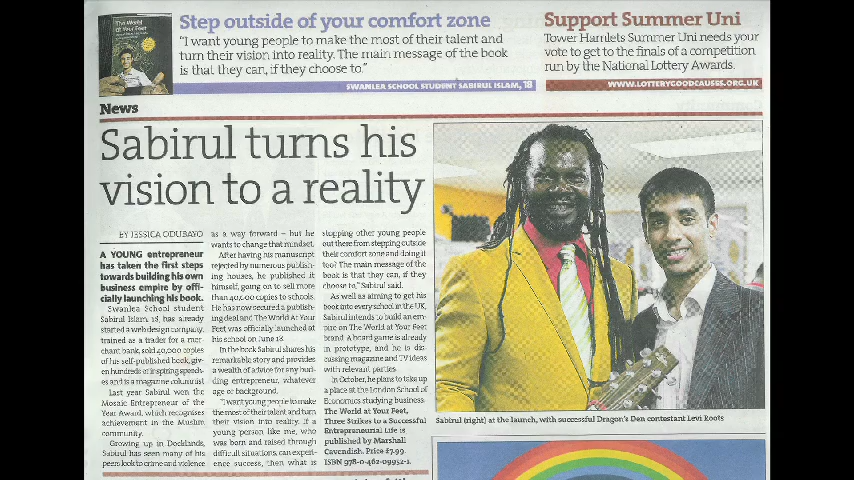 The World
at Your Feet
Step outside of your comfort zone
"I want young people to make the most of their talent and
turn their vision into reality. The main message of the book
is that they can, if they choose to."
SWANLEA SCHOOL STUDENT SABIRUL ISLAM, 18
Support Summer Uni
Tower Hamlets Summer Uni needs your
vote to get to the finals of a competition
run by the National Lottery Awards.
WWW.LOTTERYGOODCAUSES.ORG.UK
News
Sabirul turns his
vision to a reality
BY JESSICA ODUBAYO
A YOUNG entrepreneur
has taken the first steps
towards building his own
business empire by offi-
cially launching his book.
Swanlea School student
Sabirul Islam, 18, has already
started a web design company,
trained as a trader for a mer-
chant bank, sold 40,000 copies
of his self-published book, giv-
en hundreds of inspiring speech-
es and is a magazine columnist
Last year Sabirul won the
Mosaic Entrepreneur of the
Year Award, which recognises
achievement in the Muslim
community.
Growing up in Docklands,
Sabirul has seen many of his
peers look to crime and violence
as a way forward – but he
wants to change that mindset.
After having his manuscript
rejected by numerous publish-
ing houses, he published it
himself, going on to sell more
than 40,000 copies to schools.
He has now secured a publish-
ing deal and The World At Your
Feet was officially launched at
his school on June 18.
In the book Sabirul shares his
remarkable story and provides
a wealth of advice for any bud-
ding entrepreneur, whatever
age or background.
"I want young people to make
the most of their talent and turn
their vision into reality. If a
young person like me, who
was born and raised through
difficult situations, can experi-
ence success, then what is
stopping other young people
out there from stepping outside
their comfort zone and doing it
too? The main message of the
book is that they can, if they
choose to," Sabirul said.
As well as aiming to get his
book into every school in the UK,
Sabirul intends to build an em-
pire on The World at Your Feet
brand. A board game is already
in prototype, and he is dis-
cussing magazine and TV ideas
with relevant parties.
In October, he plans to take up
a place at the London School of
Economics studying business.
The World at Your Feet,
Three Strikes to a Successful
Entrepreneurial Life is
published by Marshall
Cavendish. Price £7.99.
ISBN 978-0-462-09952-1.
Sabirul (right) at the launch, with successful Dragon's Den contestant Levi Roots